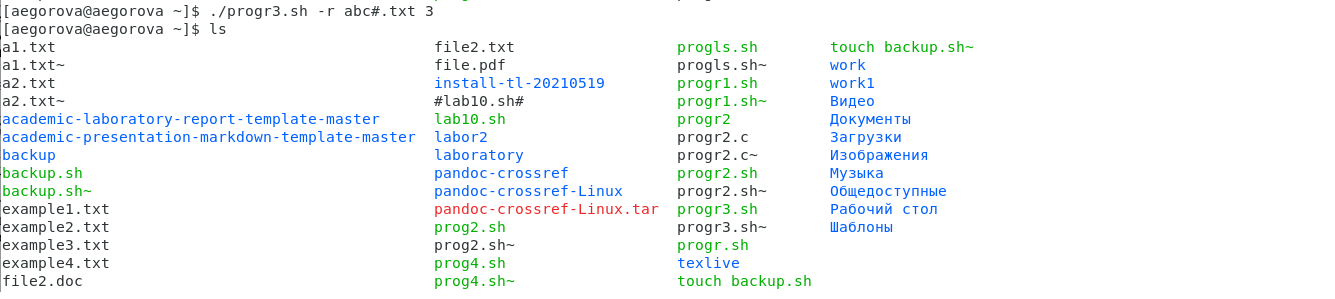 [aegorova@aegorova ~]$ ./progr3.sh -r abc#.txt 3
[aegorova@aegorova ~]$ ls
a1.txt file2.txt progls.sh touch backup.sh~
a1.txt~ file.pdf progls.sh~ work
a2.txt install-tl-20210519 progr1.sh work1
a2.txt~ #lab10.sh# progr1.sh~ Видео
academic-laboratory-report-template-master lab10.sh progr2 Документы
academic-presentation-markdown-template-master labor2 progr2.c Загрузки
backup laboratory progr2.c~ Изображения
backup.sh pandoc-crossref progr2.sh Музыка
backup.sh~ pandoc-crossref-Linux progr2.sh~ Общедоступные
example1.txt pandoc-crossref-Linux.tar progr3.sh Рабочий стол
example2.txt prog2.sh progr3.sh~ Шаблоны
example3.txt prog2.sh~ progr.sh
example4.txt prog4.sh texlive
file2.doc prog4.sh~ touch backup.sh